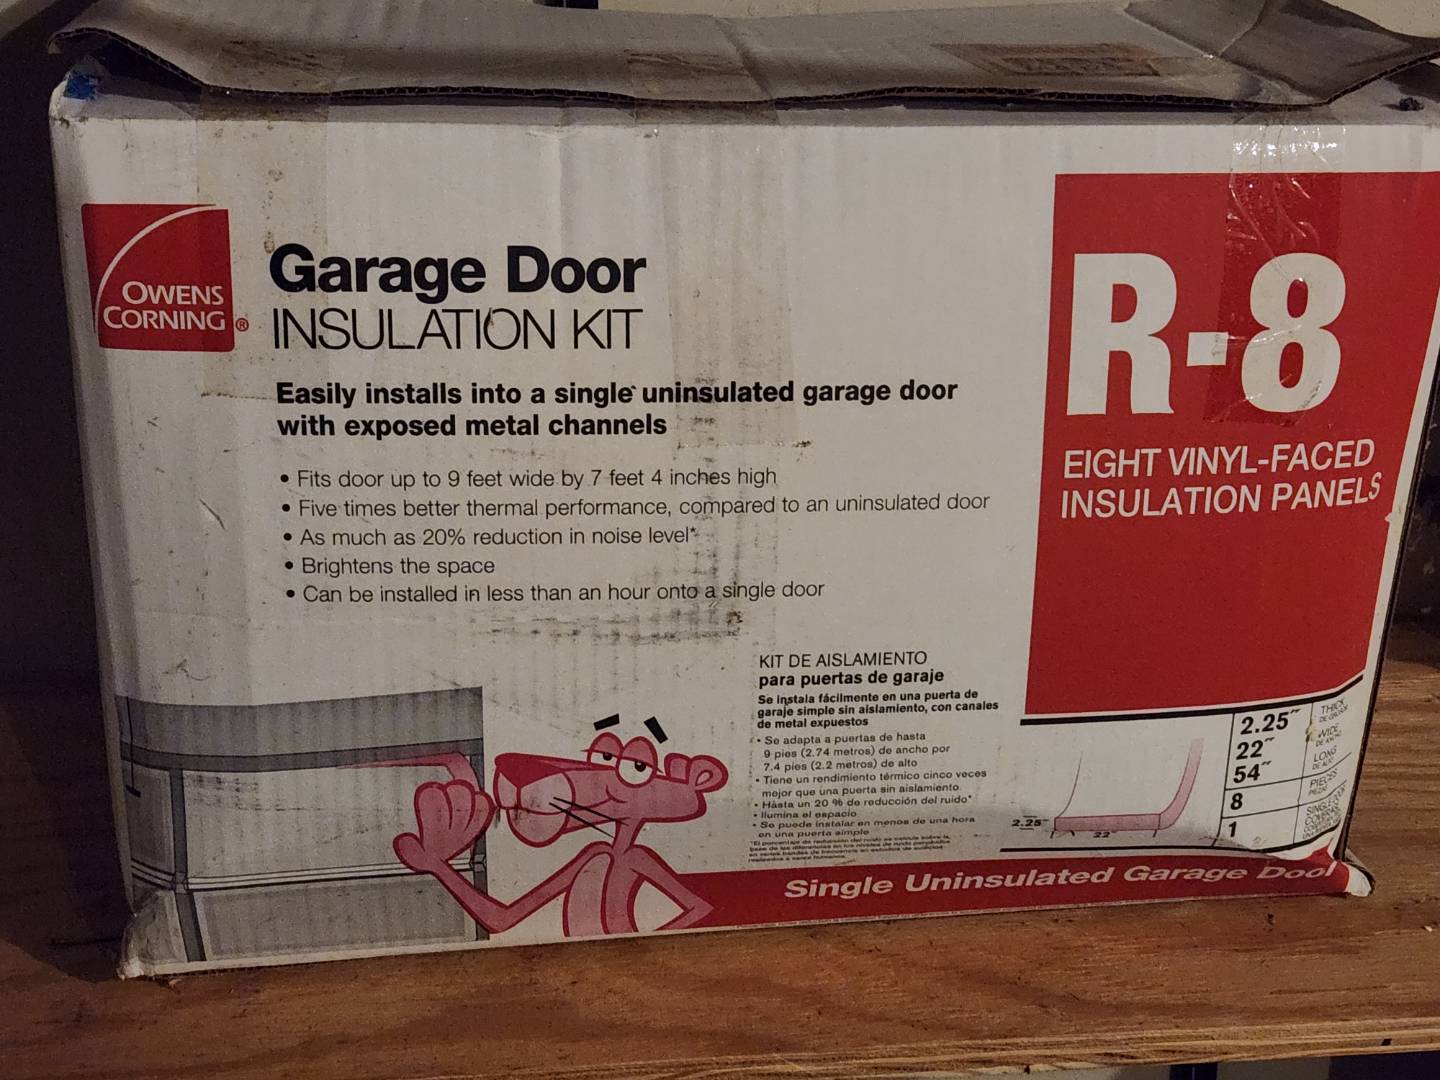 OWENS
CORNING ®
Garage Door
INSULATION KIT
Easily installs into a single uninsulated garage door
with exposed metal channels
• Fits door up to 9 feet wide by 7 feet 4 inches high
• Five times better thermal performance, compared to an uninsulated door
• As much as 20% reduction in noise level*
• Brightens the space
• Can be installed in less than an hour onto a single door
R-8
EIGHT VINYL-FACED
INSULATION PANELS
KIT DE AISLAMIENTO
para puertas de garaje
Se instala fácilmente en una puerta de
garaje simple sin aislamiento, con canales
de metal expuestos
• Se adapta a puertas de hasta
9 pies (2.74 metros) de ancho por
7.4 pies (2.2 metros) de alto
• Tiene un rendimiento térmico cinco veces
mejor que una puerta sin aislamiento
• Hasta un 20 % de reducción del ruido*
• Ilumina el espacio
• Se puede instalar en menos de una hora
en una puerta simple
2.25"
22"
2.25" THICK
22" WIDE
54" LONG
8 PIECES
1
Single Uninsulated Garage Door